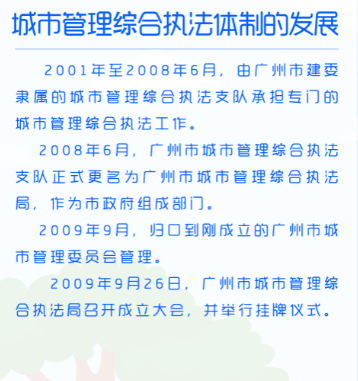 城市管理综合执法体制的发展
2001年至2008年6月，由广州市建委
隶属的城市管理综合执法支队承担专门的
城市管理综合执法工作。
2008年6月，广州市城市管理综合执法
支队正式更名为广州市城市管理综合执法
局，作为市政府组成部门。
2009年9月，归口到刚成立的广州市城
市管理委员会管理。
2009年9月26日，广州市城市管理综
合执法局召开成立大会，并举行挂牌仪式。